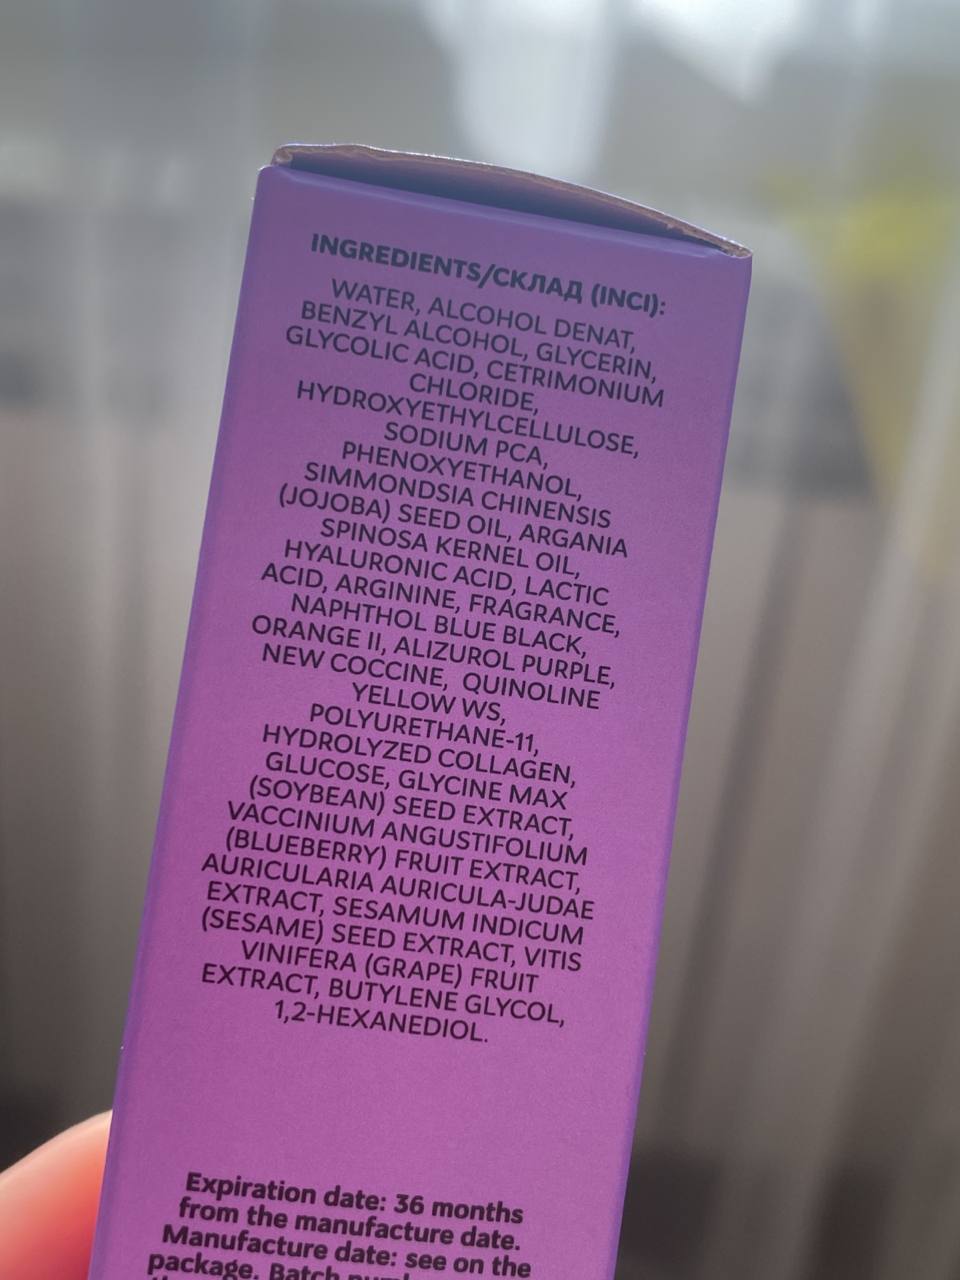 INGREDIENTS/СКЛАД (INCI):
WATER, ALCOHOL DENAT,
BENZYL ALCOHOL, GLYCERIN,
GLYCOLIC ACID, CETRIMONIUM
CHLORIDE,
HYDROXYETHYLCELLULOSE,
SODIUM PCA,
PHENOXYETHANOL,
SIMMONDSIA CHINENSIS
(JOJOBA) SEED OIL, ARGANIA
SPINOSA KERNEL OIL,
HYALURONIC ACID, LACTIC
ACID, ARGININE, FRAGRANCE,
NAPHTHOL BLUE BLACK,
ORANGE II, ALIZUROL PURPLE,
NEW COCCINE, QUINOLINE
YELLOW WS,
POLYURETHANE-11,
HYDROLYZED COLLAGEN,
GLUCOSE, GLYCINE MAX
(SOYBEAN) SEED EXTRACT,
VACCINIUM ANGUSTIFOLIUM
(BLUEBERRY) FRUIT EXTRACT,
AURICULARIA AURICULA-JUDAE
EXTRACT, SESAMUM INDICUM
(SESAME) SEED EXTRACT, VITIS
VINIFERA (GRAPE) FRUIT
EXTRACT, BUTYLENE GLYCOL,
1,2-HEXANEDIOL.
Expiration date: 36 months
from the manufacture date.
Manufacture date: see on the
package. Batch